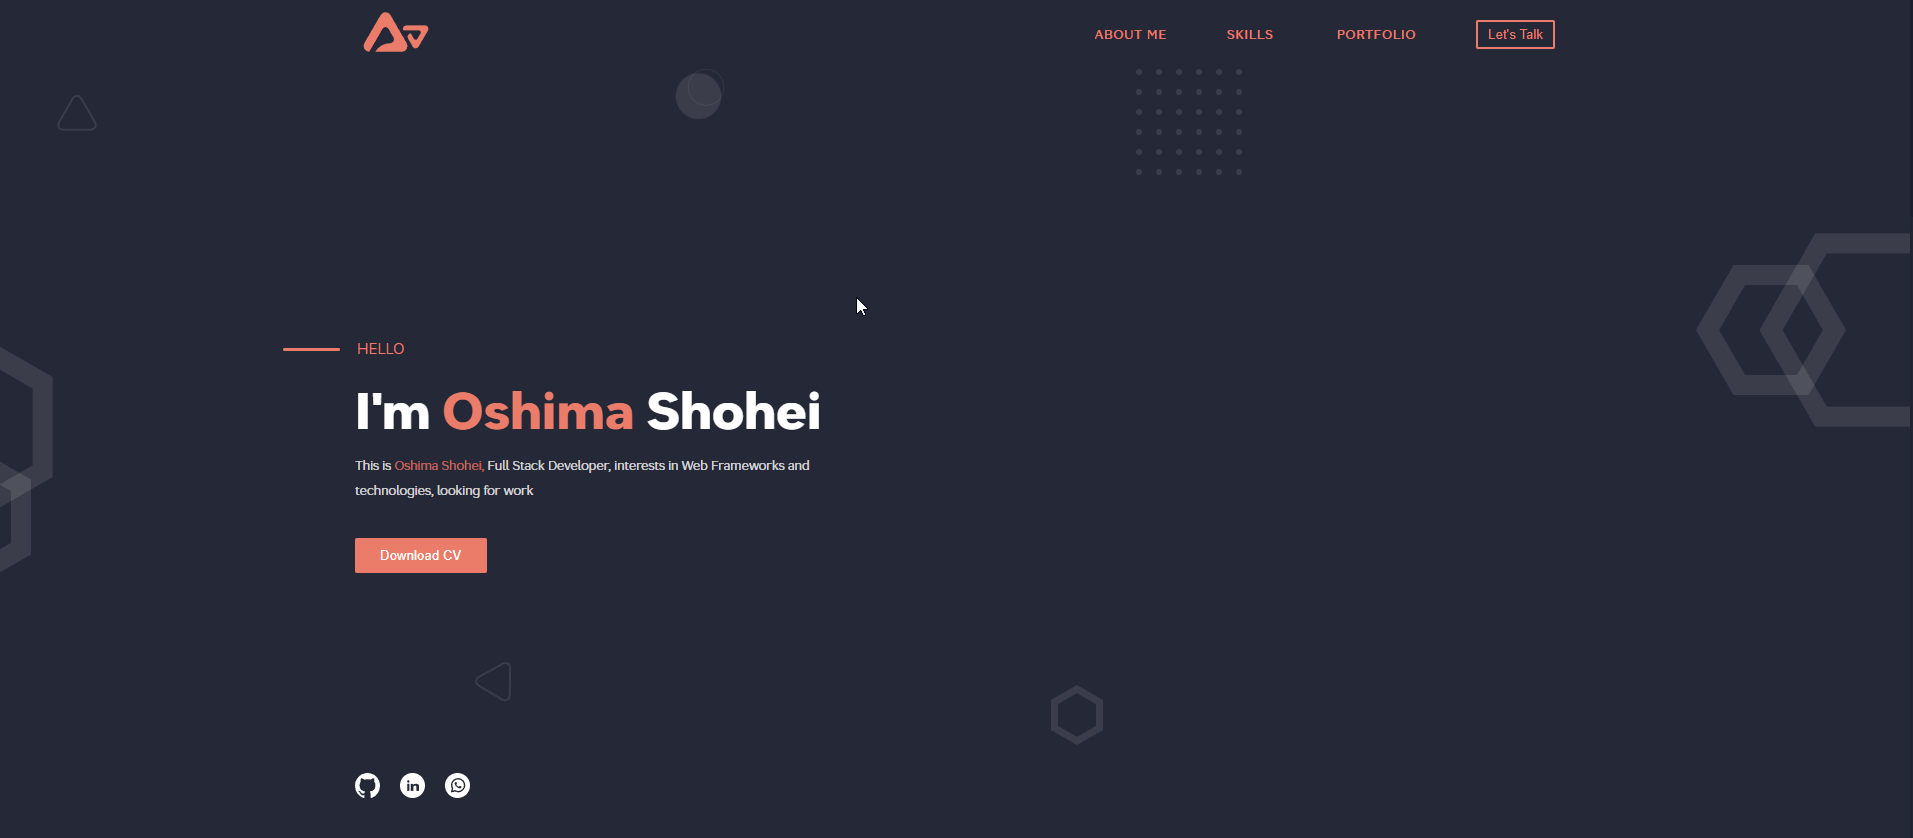 ABOUT ME
SKILLS
PORTFOLIO
Let's Talk
HELLO
I'm Oshima Shohei
This is Oshima Shohei, Full Stack Developer, interests in Web Frameworks and
technologies, looking for work
Download CV
in